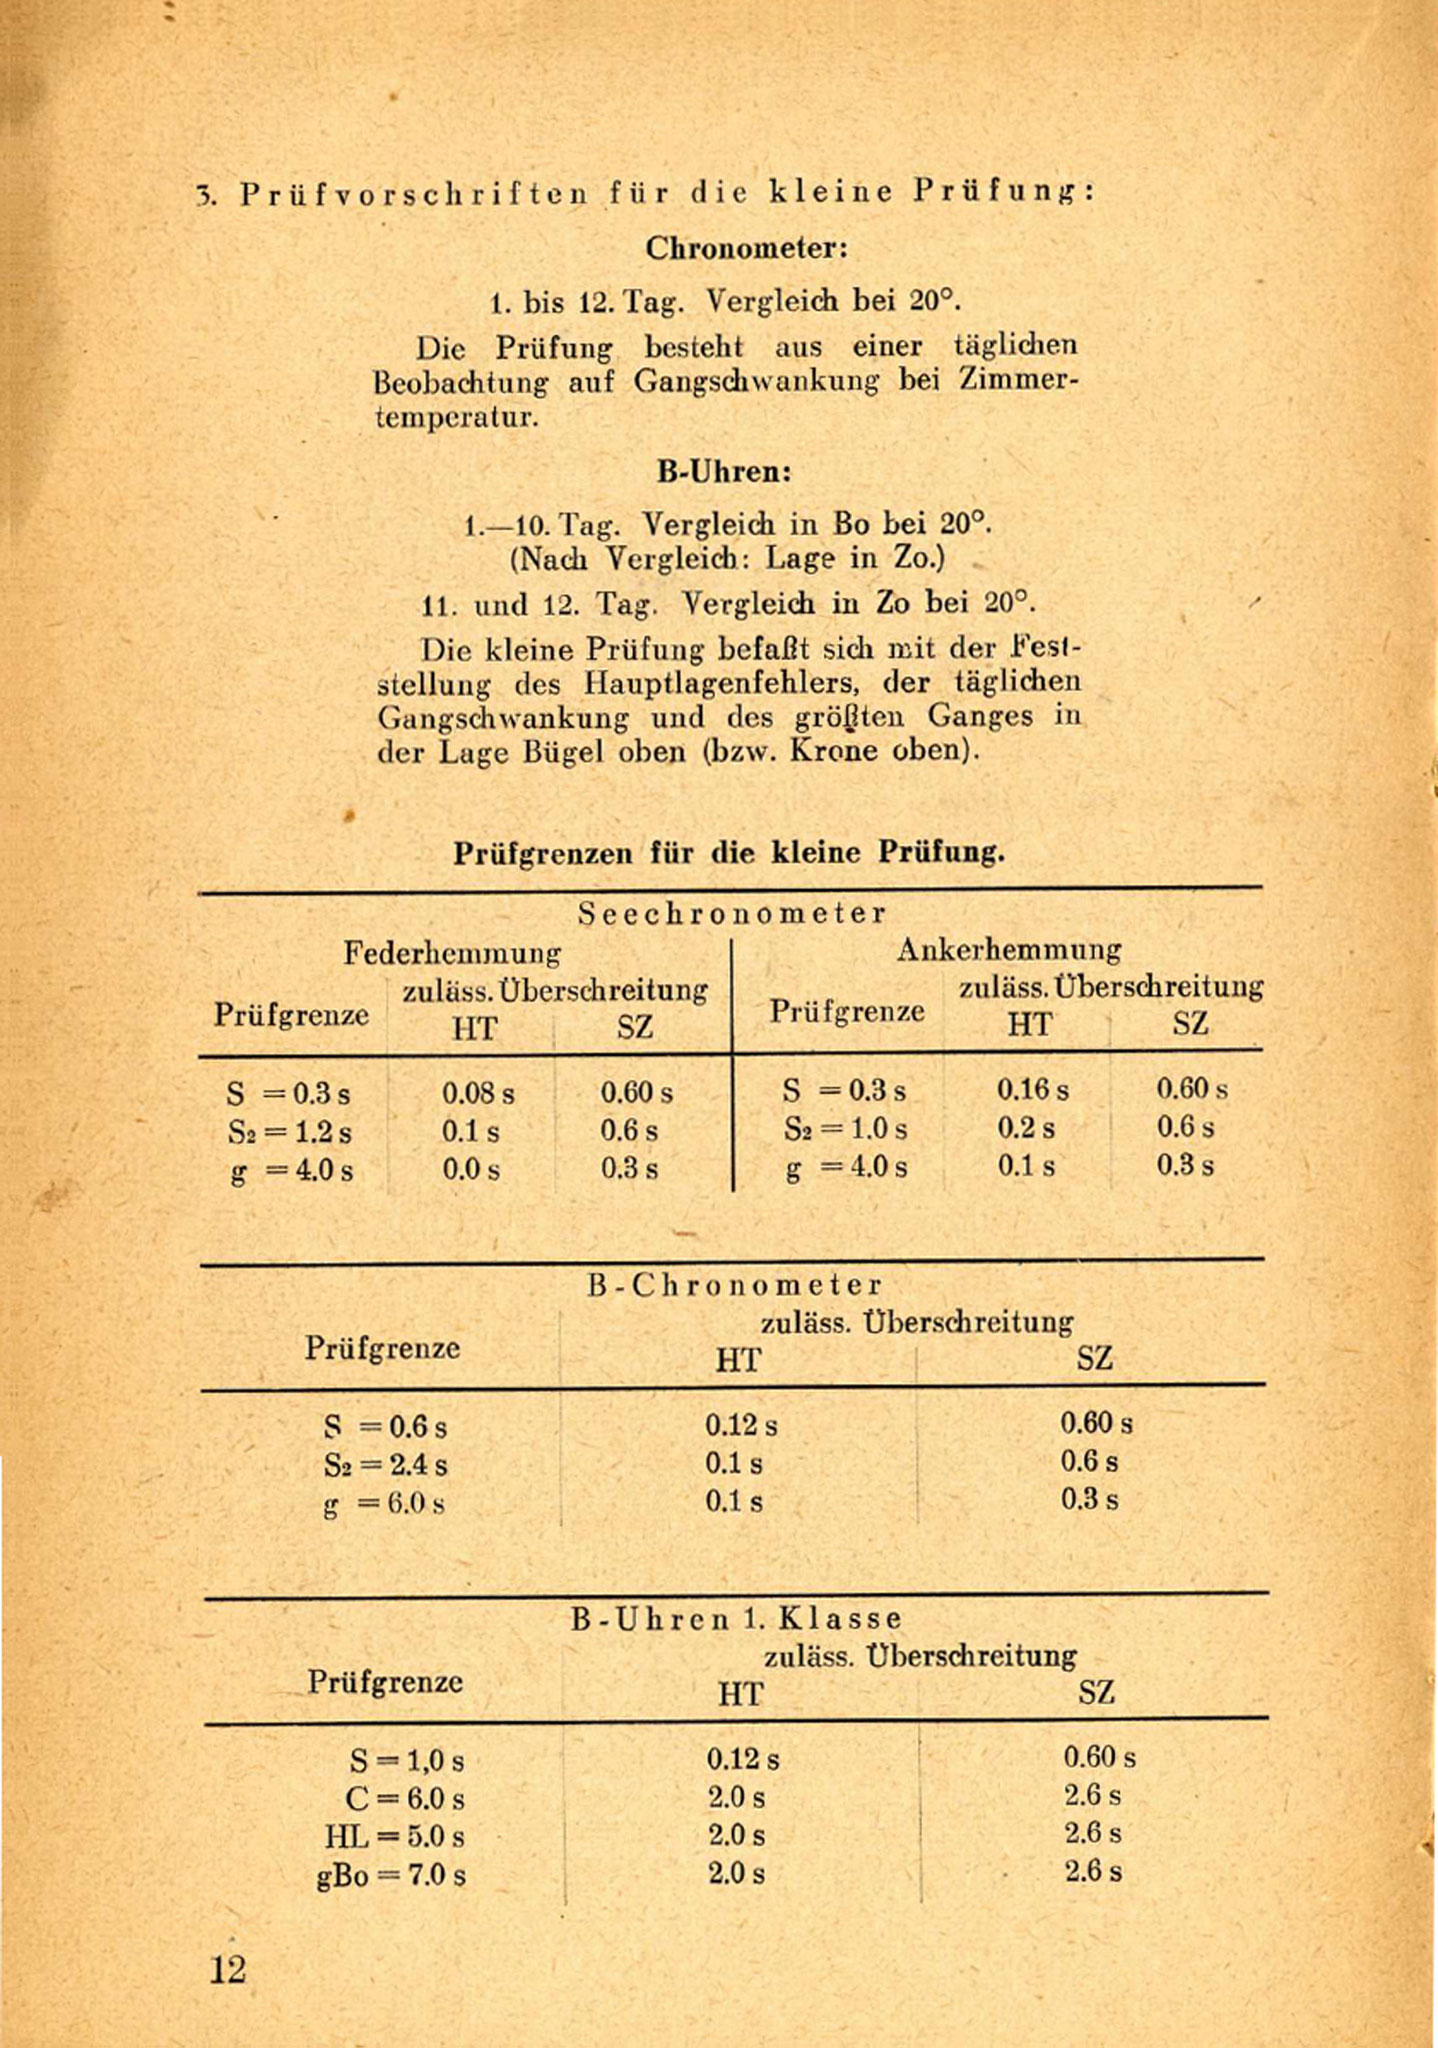 3. Prüfvorschriften für die kleine Prüfung:
Chronometer:
1. bis 12. Tag. Vergleich bei 20°.
Die Prüfung besteht aus einer täglichen
Beobachtung auf Gangschwankung bei Zimmer-
temperatur.
B-Uhren:
1.—10. Tag. Vergleich in Bo bei 20°.
(Nach Vergleich: Lage in Zo.)
11. und 12. Tag. Vergleich in Zo bei 20°.
Die kleine Prüfung befaßt sich mit der Fest-
stellung des Hauptlagenfehlers, der täglichen
Gangschwankung und des größten Ganges in
der Lage Bügel oben (bzw. Krone oben).
Prüfgrenzen für die kleine Prüfung.
Seechronometer
Federhemmung Ankerhemmung
zuläss. Überschreitung zuläss. Überschreitung
Prüfgrenze Prüfgrenze
HT SZ HT SZ
S = 0.3 s 0.08 s 0.60 s S = 0.3 s 0.16 s 0.60 s
S2 = 1.2 s 0.1 s 0.6 s S2 = 1.0 s 0.2 s 0.6 s
g = 4.0 s 0.0 s 0.3 s g = 4.0 s 0.1 s 0.3 s
B-Chronometer
zuläss. Überschreitung
Prüfgrenze
HT SZ
S = 0.6 s 0.12 s 0.60 s
S2 = 2.4 s 0.1 s 0.6 s
g = 6.0 s 0.1 s 0.3 s
B-Uhren 1. Klasse
zuläss. Überschreitung
Prüfgrenze
HT SZ
S = 1,0 s 0.12 s 0.60 s
C = 6.0 s 2.0 s 2.6 s
HL = 5.0 s 2.0 s 2.6 s
gBo = 7.0 s 2.0 s 2.6 s
12